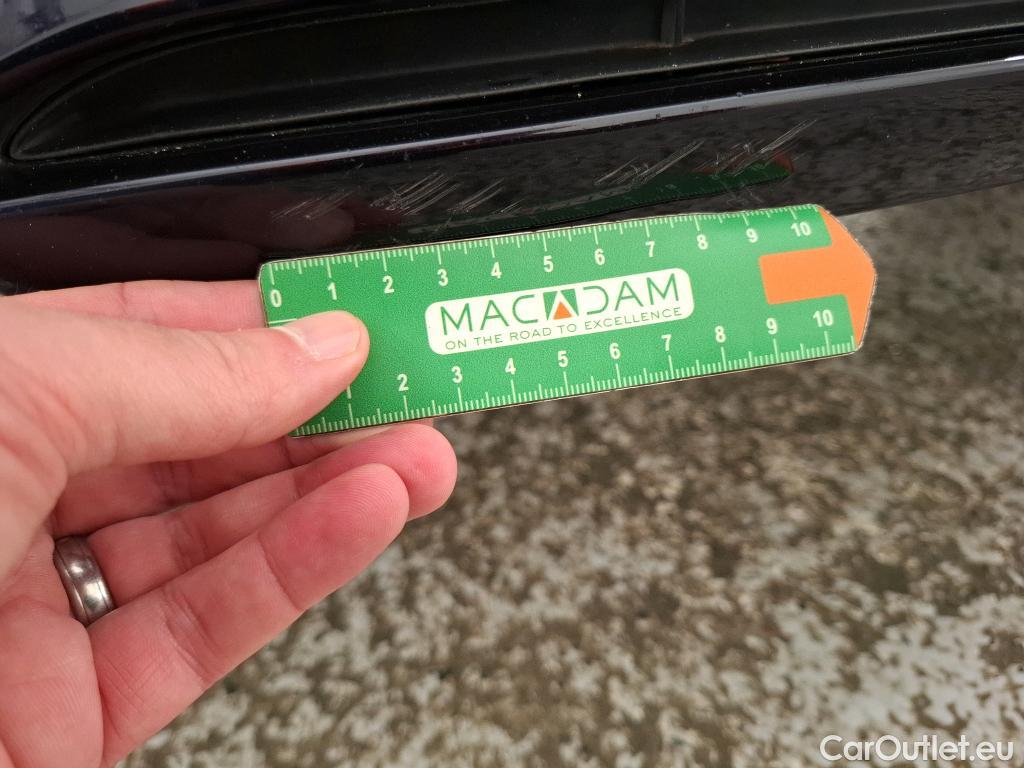 0 1 2 3 4 5 6 7 8 9 10
MACADAM
ON THE ROAD TO EXCELLENCE
2 3 4 5 6 7 8 9 10
CarOutlet.eu